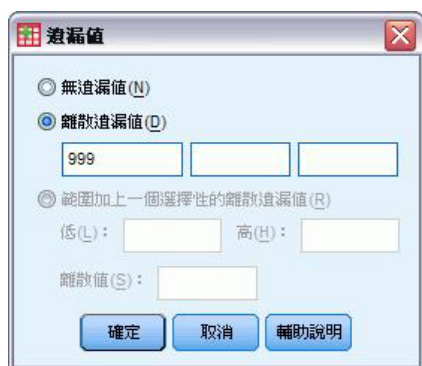 遺漏值
無遺漏值(N)
離散遺漏值(D)
999
範圍加上一個選擇性的離散遺漏值(R)
低(L)： 高(H)：
離散值(S)：
確定 取消 輔助說明